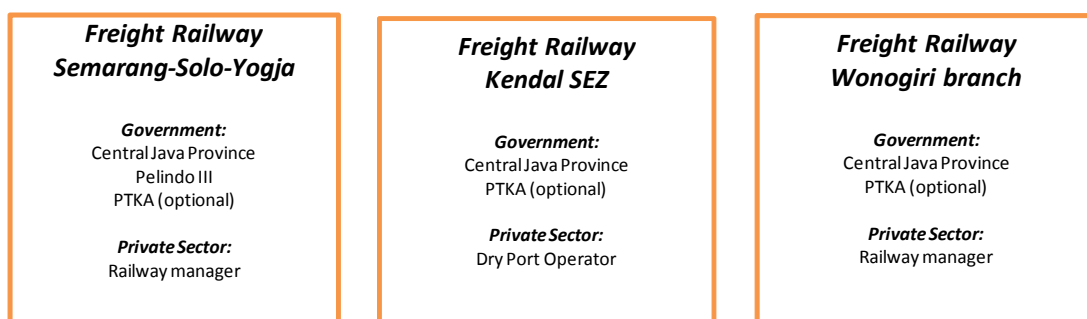 Freight Railway
Semarang-Solo-Yogja
Government:
Central Java Province
Pelindo III
PTKA (optional)
Private Sector:
Railway manager
Freight Railway
Kendal SEZ
Government:
Central Java Province
PTKA (optional)
Private Sector:
Dry Port Operator
Freight Railway
Wonogiri branch
Government:
Central Java Province
PTKA (optional)
Private Sector:
Railway manager